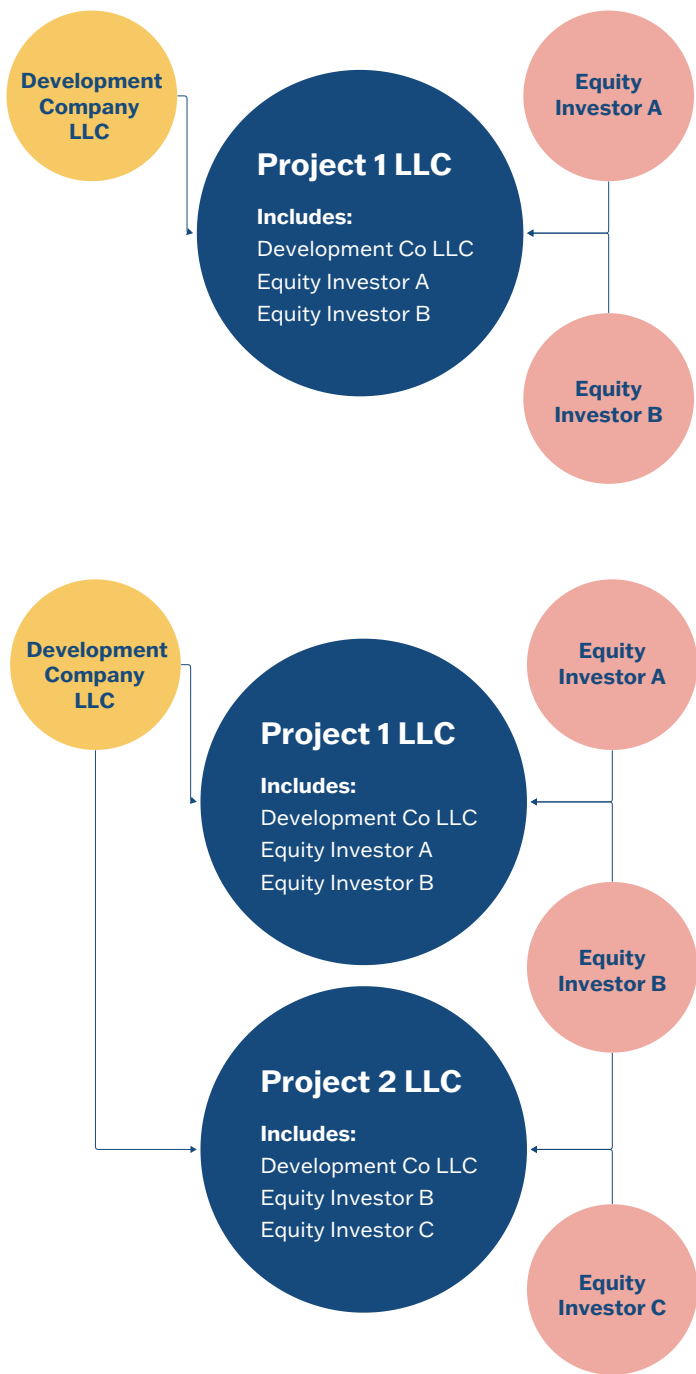 Development
Company
LLC
Project 1 LLC
Includes:
Development Co LLC
Equity Investor A
Equity Investor B
Equity
Investor A
Equity
Investor B
Development
Company
LLC
Project 1 LLC
Includes:
Development Co LLC
Equity Investor A
Equity Investor B
Equity
Investor A
Equity
Investor B
Project 2 LLC
Includes:
Development Co LLC
Equity Investor B
Equity Investor C
Equity
Investor C